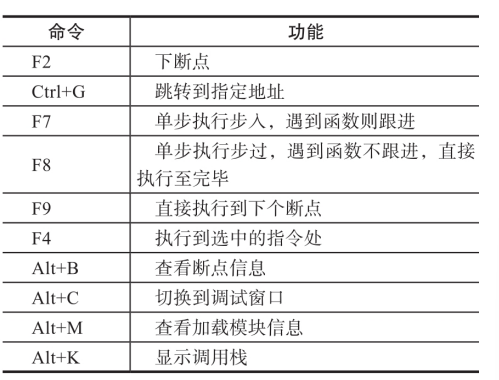 命令 功能
F2 下断点
Ctrl+G 跳转到指定地址
F7 单步执行步入，遇到函数则跟进
F8 单步执行步过，遇到函数不跟进，直接
执行至完毕
F9 直接执行到下个断点
F4 执行到选中的指令处
Alt+B 查看断点信息
Alt+C 切换到调试窗口
Alt+M 查看加载模块信息
Alt+K 显示调用栈